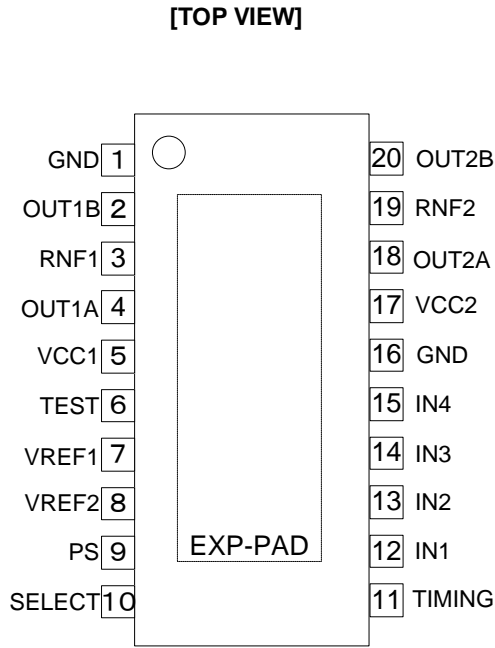 [TOP VIEW]
GND 1 20 OUT2B
OUT1B 2 19 RNF2
RNF1 3 18 OUT2A
OUT1A 4 17 VCC2
VCC1 5 16 GND
TEST 6 15 IN4
VREF1 7 14 IN3
VREF2 8 13 IN2
PS 9 EXP-PAD 12 IN1
SELECT 10 11 TIMING